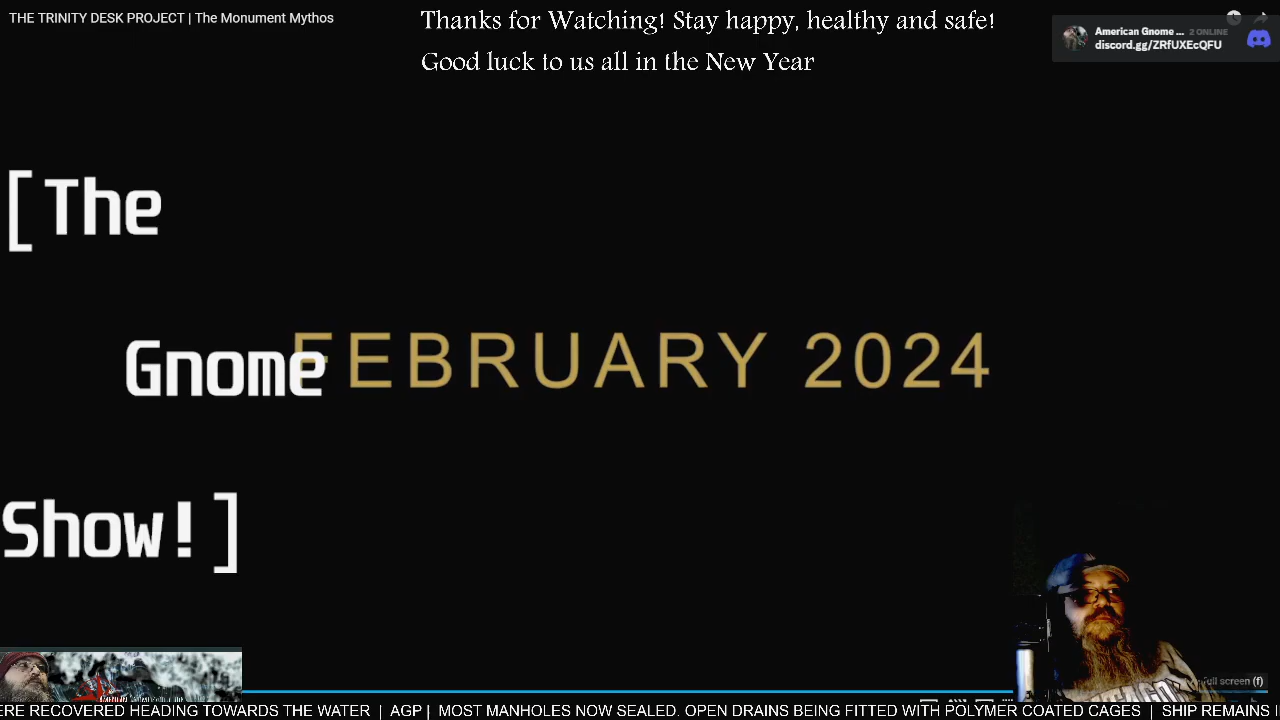 THE TRINITY DESK PROJECT | The Monument Mythos
Thanks for Watching! Stay happy, healthy and safe!
Good luck to us all in the New Year
American Gnome ... 2 ONLINE
discord.gg/ZRfUXEcQFU
[The
Gnome
Show!]
FEBRUARY 2024
Full screen (f)
ERE RECOVERED HEADING TOWARDS THE WATER | AGP | MOST MANHOLES NOW SEALED. OPEN DRAINS BEING FITTED WITH POLYMER COATED CAGES | SHIP REMAINS |